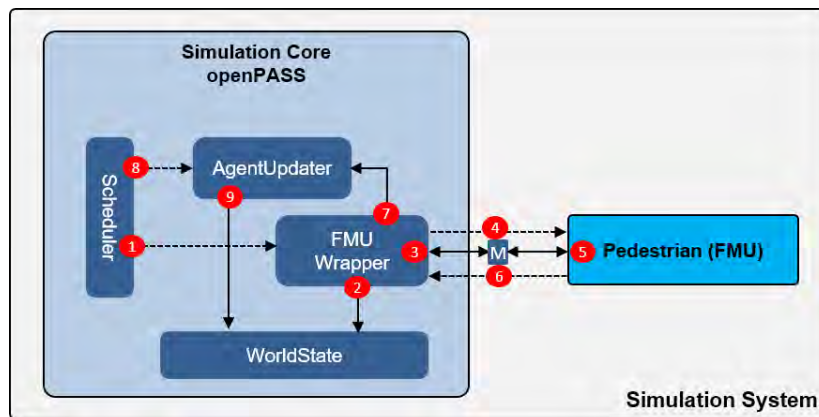 Simulation Core
openPASS
8
AgentUpdater
9
Scheduler
7
1
FMU
Wrapper
4
3
M
5
Pedestrian (FMU)
6
2
WorldState
Simulation System